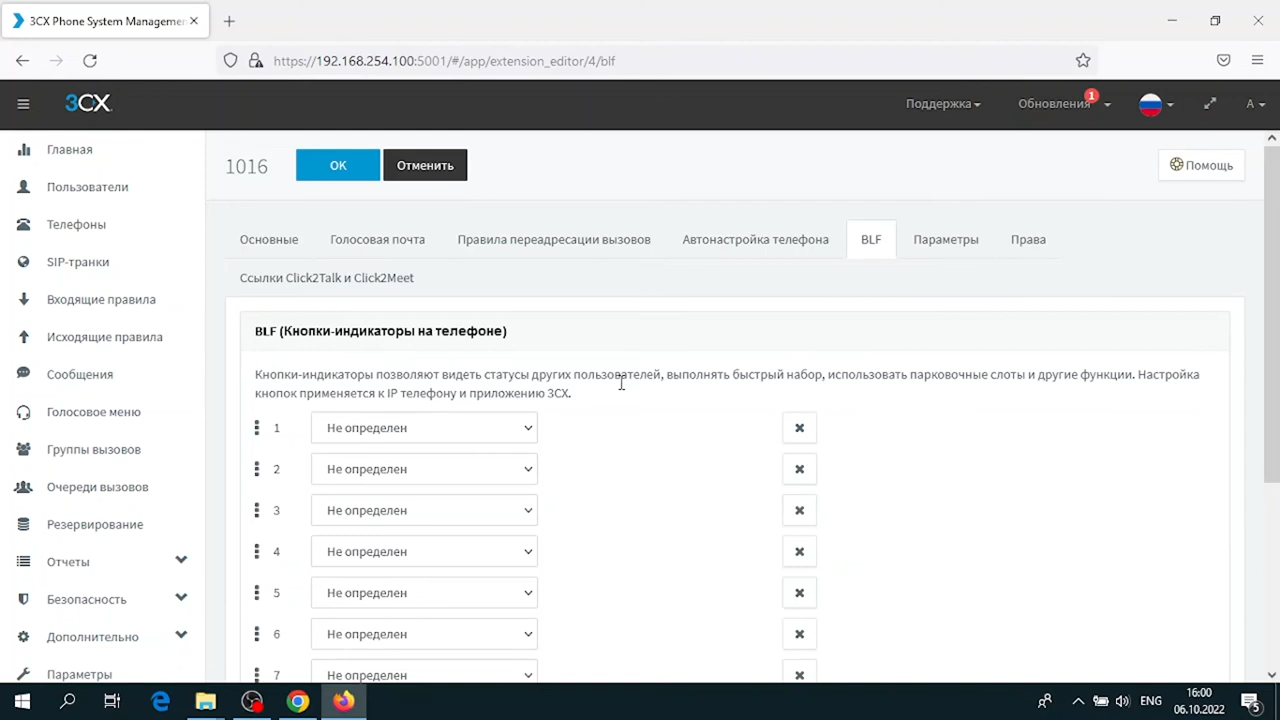 3CX Phone System Managemen
https://192.168.254.100:5001/#/app/extension_editor/4/blf
3CX
Поддержка
Обновления
1
A
Главная
Пользователи
Телефоны
SIP-транки
Входящие правила
Исходящие правила
Сообщения
Голосовое меню
Группы вызовов
Очереди вызовов
Резервирование
Отчеты
Безопасность
Дополнительно
Параметры
1016
OK
Отменить
Помощь
Основные
Голосовая почта
Правила переадресации вызовов
Автонастройка телефона
BLF
Параметры
Права
Ссылки Click2Talk и Click2Meet
BLF (Кнопки-индикаторы на телефоне)
Кнопки-индикаторы позволяют видеть статусы других пользователей, выполнять быстрый набор, использовать парковочные слоты и другие функции. Настройка
кнопок применяется к IP телефону и приложению 3CX.
1 Не определен
2 Не определен
3 Не определен
4 Не определен
5 Не определен
6 Не определен
7 Не определен
ENG
16:00
06.10.2022
5